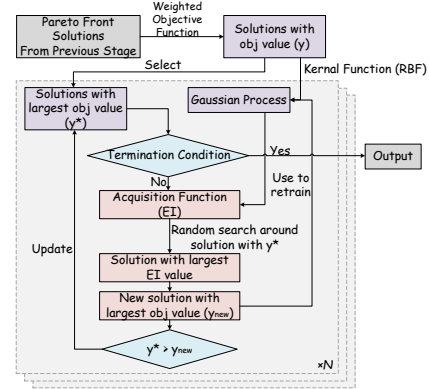 Pareto Front
Solutions
From Previous Stage
Weighted
Objective
Function
Solutions with
obj value (y)
Select
Kernal Function (RBF)
Solutions with
largest obj value
(y*)
Gaussian Process
Termination Condition
Yes
Output
No
Use to
retrain
Acquisition Function
(EI)
Random search around
solution with y*
Update
Solution with largest
EI value
New solution with
largest obj value (ynew)
y* > ynew
×N